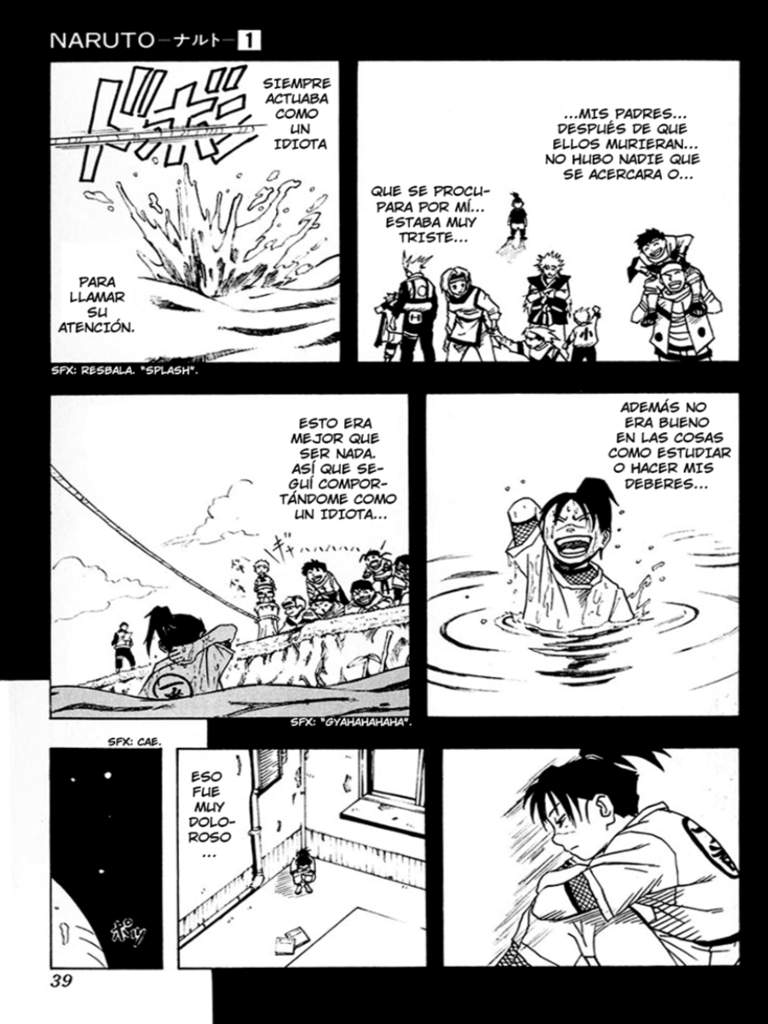 NARUTO—ナルト—1
...MIS PADRES...
DESPUÉS DE QUE
ELLOS MURIERAN...
NO HUBO NADIE QUE
SE ACERCARA O...
QUE SE PROCU-
PARA POR MÍ...
ESTABA MUY
TRISTE...
SIEMPRE
ACTUABA
COMO
UN
IDIOTA
ドボン
PARA
LLAMAR
SU
ATENCIÓN.
SFX: RESBALA. "SPLASH".
ADEMÁS NO
ERA BUENO
EN LAS COSAS
COMO ESTUDIAR
O HACER MIS
DEBERES...
ESTO ERA
MEJOR QUE
SER NADA.
ASÍ QUE SE-
GUÍ COMPOR-
TÁNDOME COMO
UN IDIOTA...
SFX: "GYAHAHAHAHA".
ESO
FUE
MUY
DOLO-
ROSO
...
SFX: CAE.
39